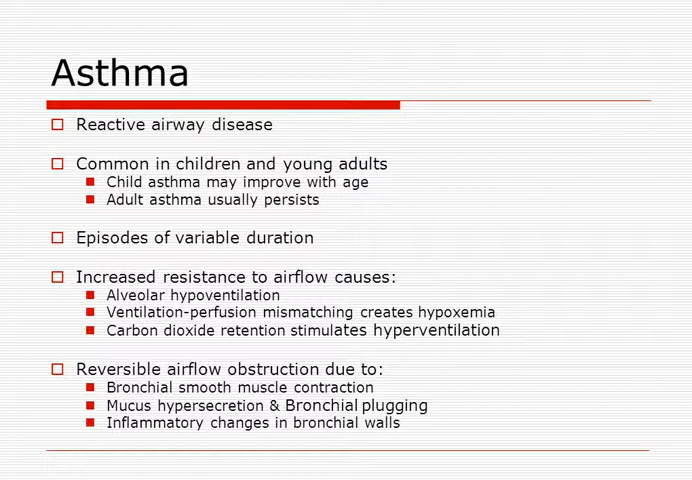 Asthma
Reactive airway disease
Common in children and young adults
Child asthma may improve with age
Adult asthma usually persists
Episodes of variable duration
Increased resistance to airflow causes:
Alveolar hypoventilation
Ventilation-perfusion mismatching creates hypoxemia
Carbon dioxide retention stimulates hyperventilation
Reversible airflow obstruction due to:
Bronchial smooth muscle contraction
Mucus hypersecretion & Bronchial plugging
Inflammatory changes in bronchial walls